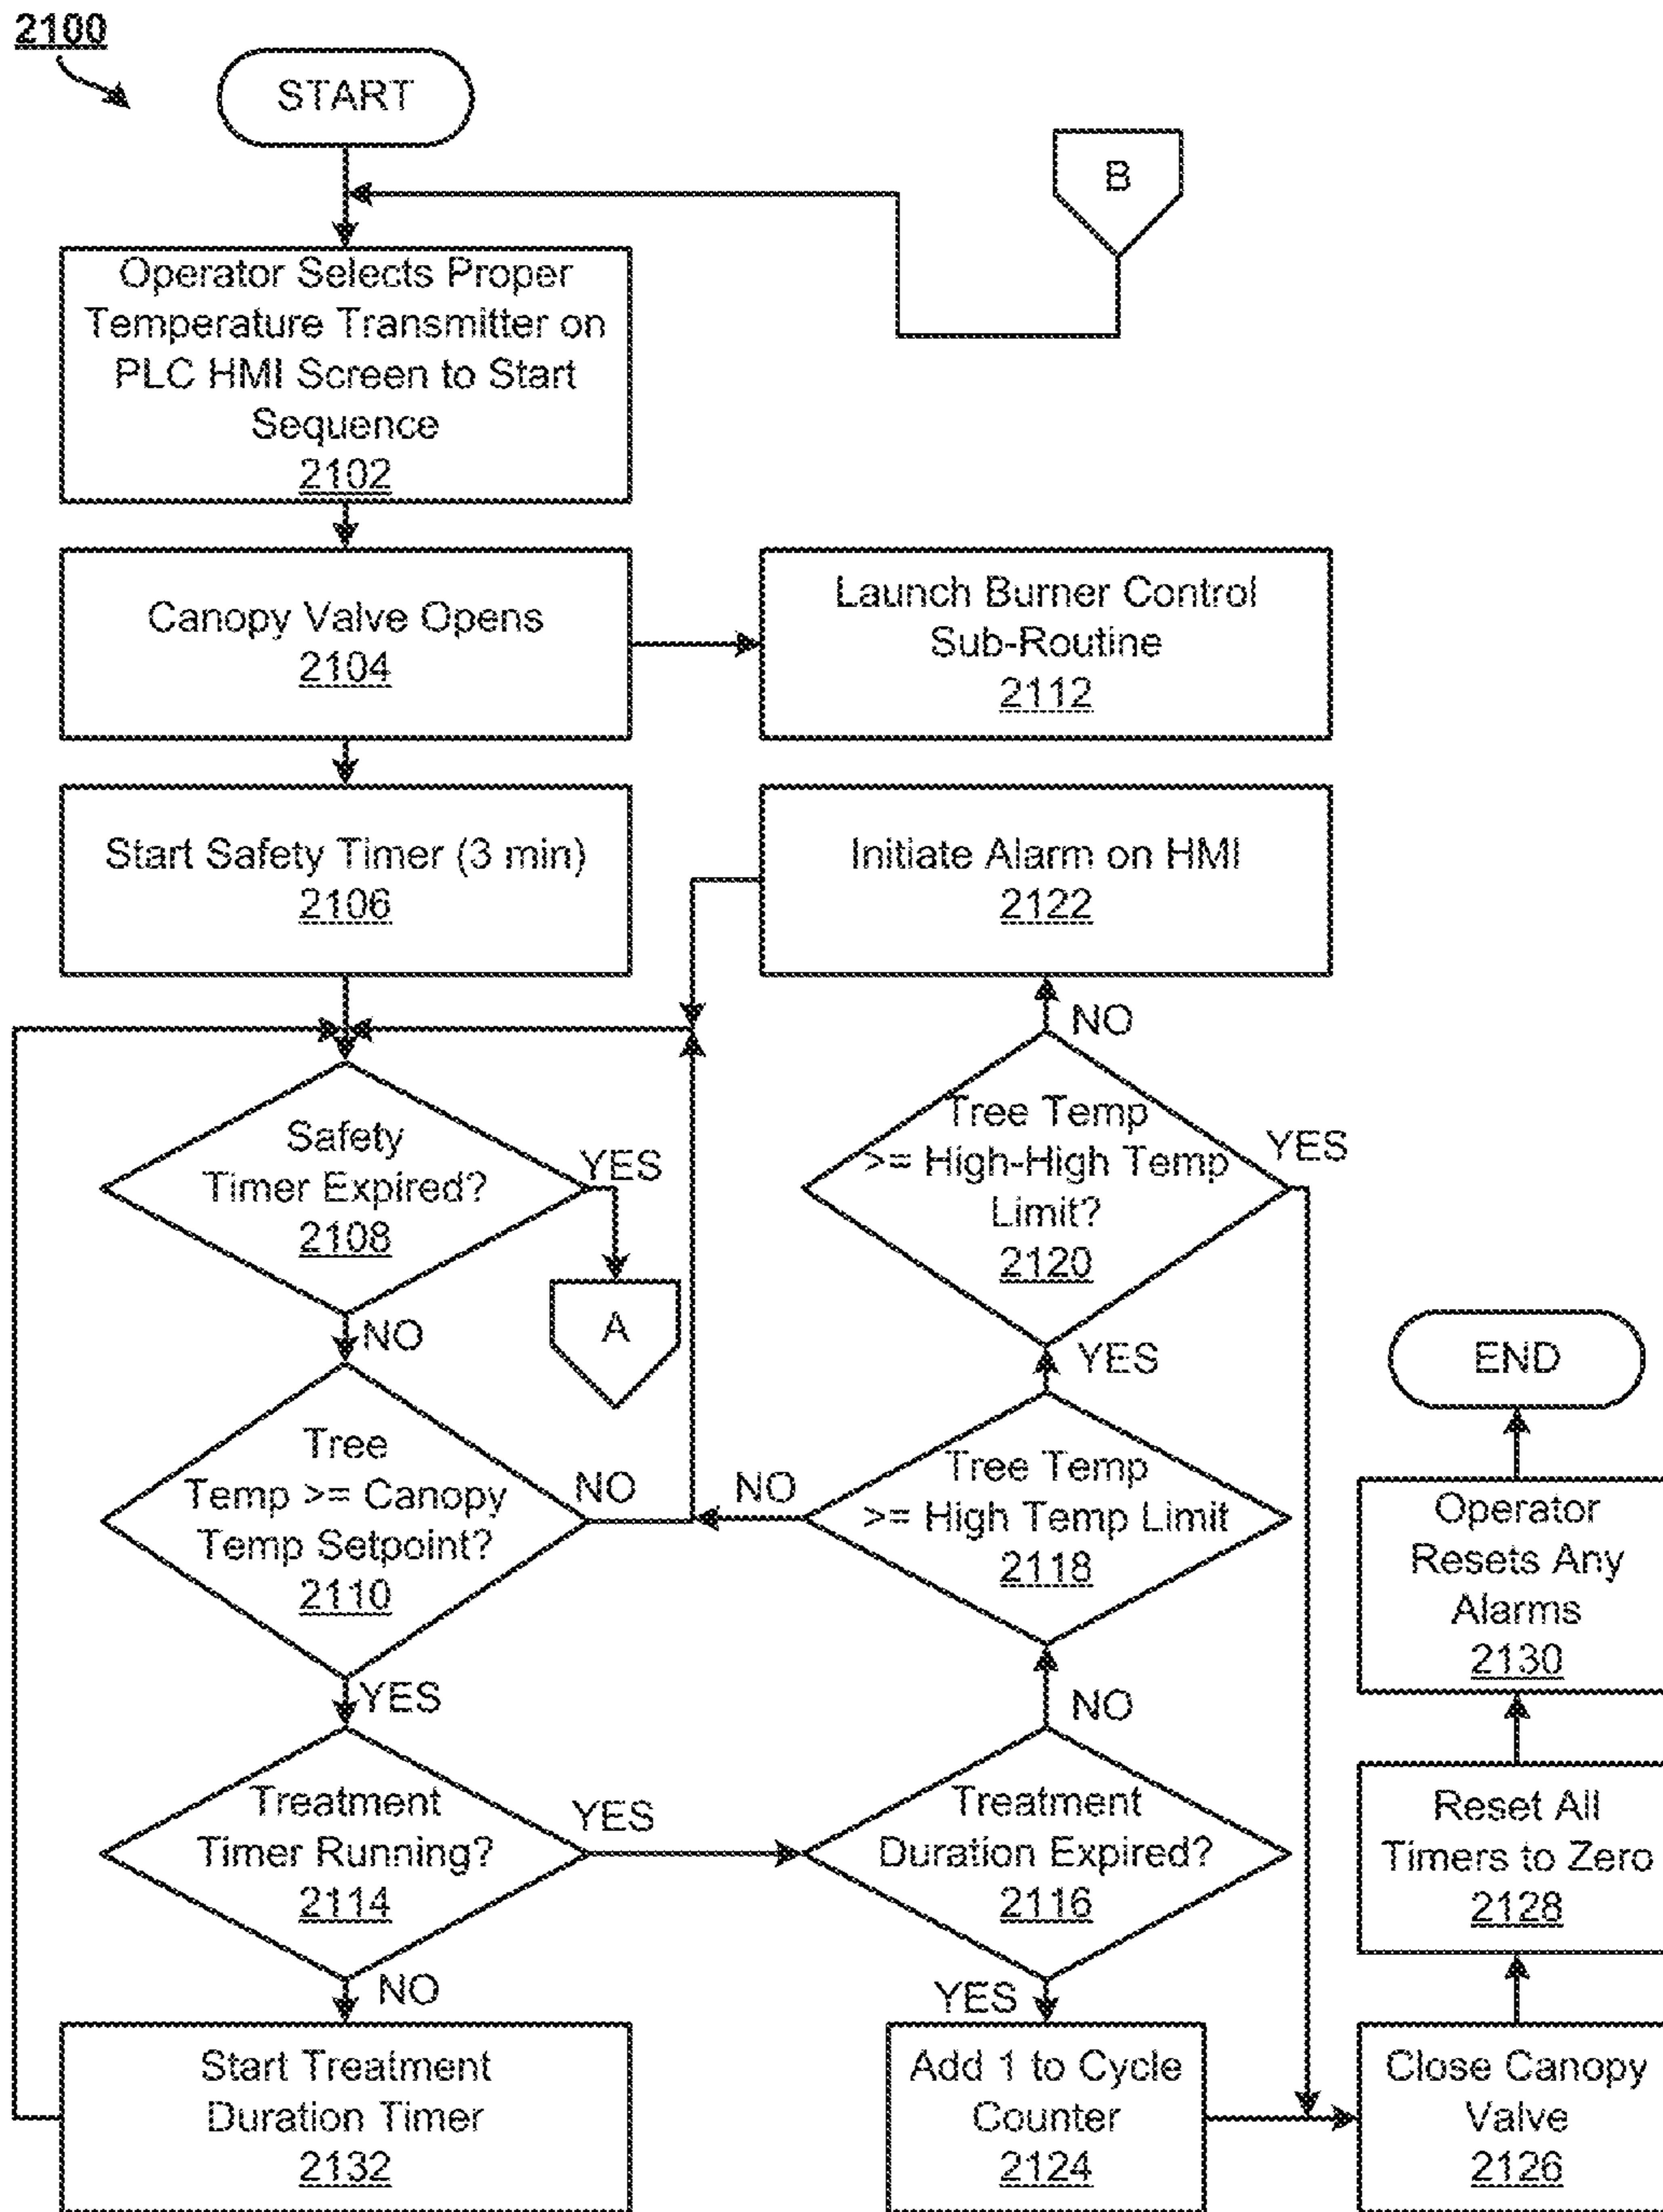 2100
START
B
Operator Selects Proper
Temperature Transmitter on
PLC HMI Screen to Start
Sequence
2102
Canopy Valve Opens
2104
Launch Burner Control
Sub-Routine
2112
Start Safety Timer (3 min)
2106
Initiate Alarm on HMI
2122
NO
Safety
Timer Expired?
2108
YES
A
NO
Tree Temp
>= High-High Temp
Limit?
2120
YES
YES
Tree
Temp >= Canopy
Temp Setpoint?
2110
NO
YES
NO
Tree Temp
>= High Temp Limit
2118
NO
END
Operator
Resets Any
Alarms
2130
Treatment
Timer Running?
2114
YES
NO
Treatment
Duration Expired?
2116
YES
Reset All
Timers to Zero
2128
Start Treatment
Duration Timer
2132
Add 1 to Cycle
Counter
2124
Close Canopy
Valve
2126